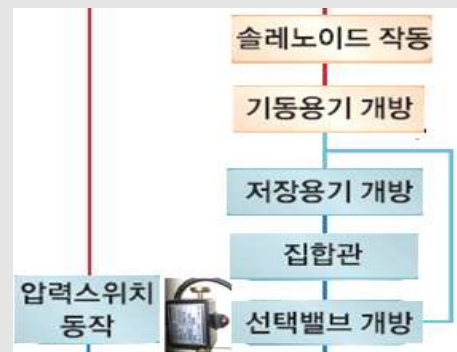 솔레노이드 작동
기동용기 개방
저장용기 개방
집합관
압력스위치
동작
선택밸브 개방